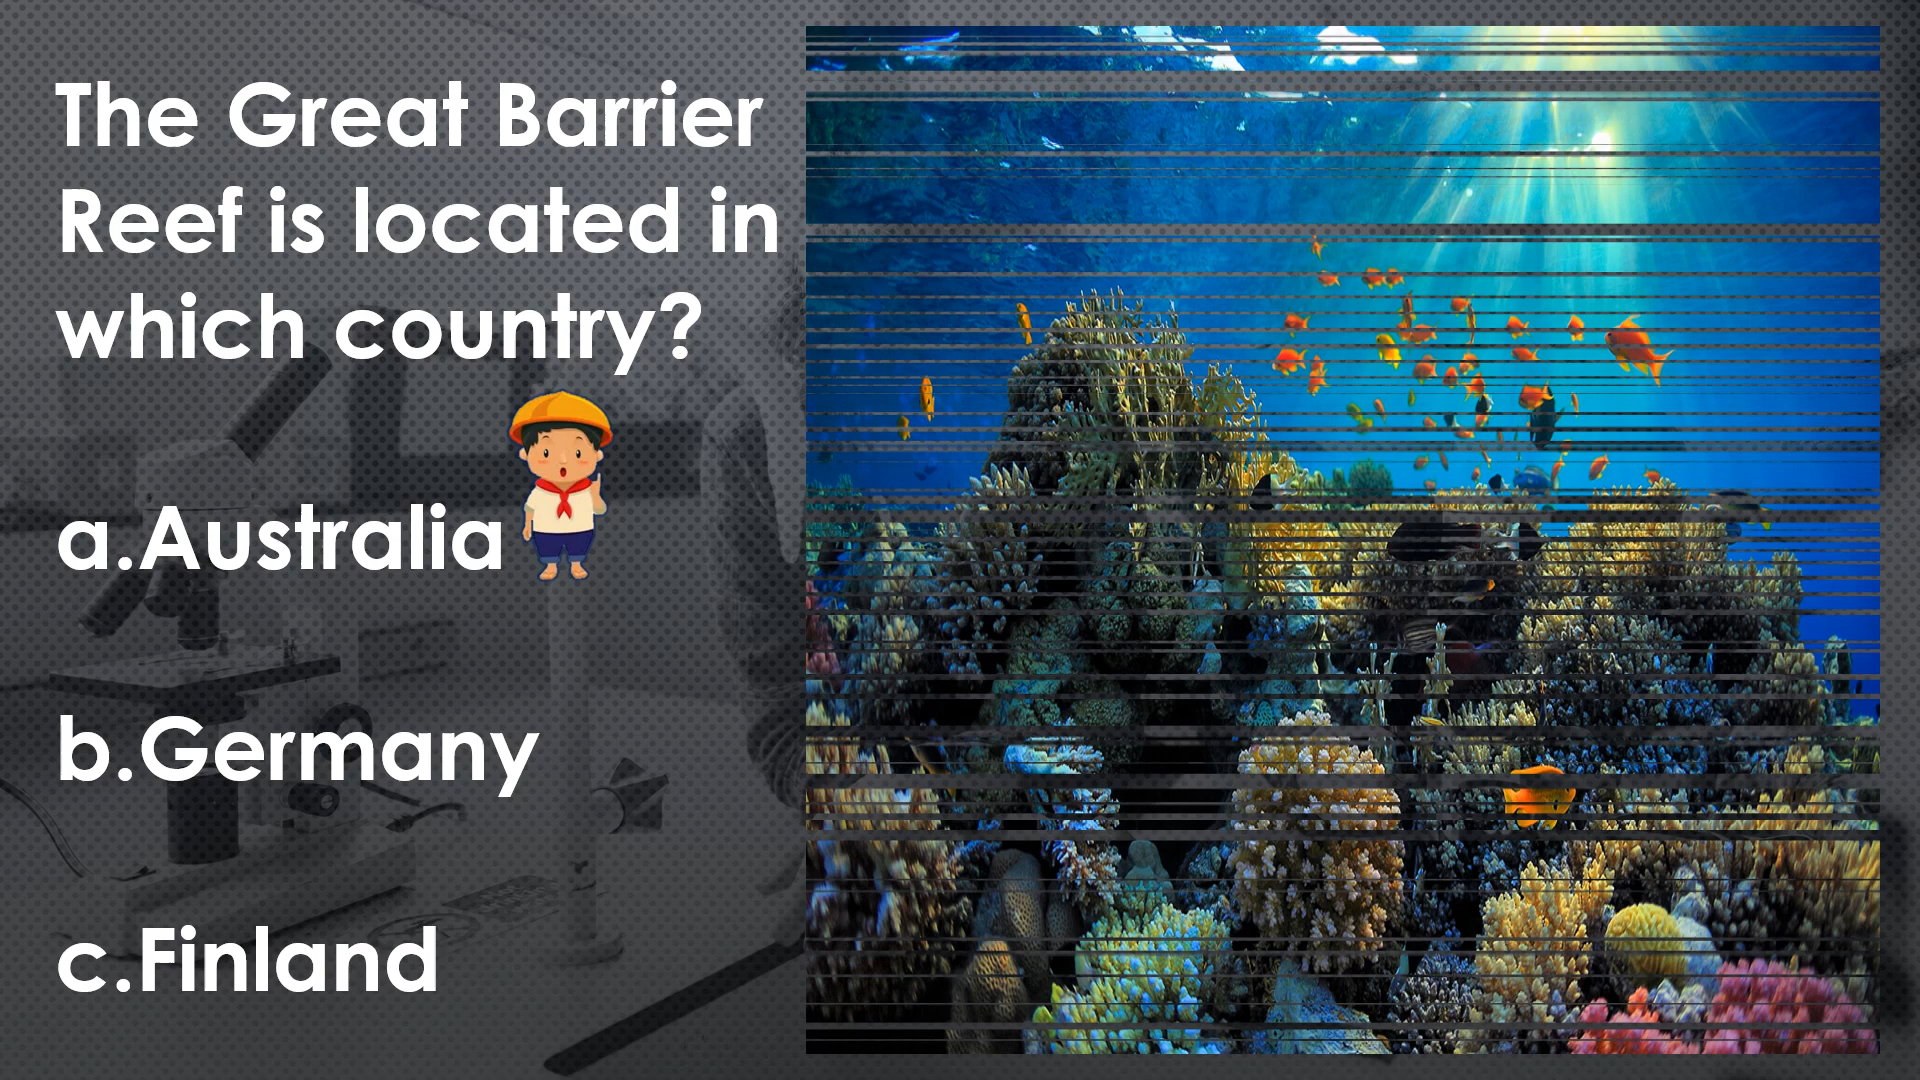 The Great Barrier
Reef is located in
which country?
a.Australia
b.Germany
c.Finland